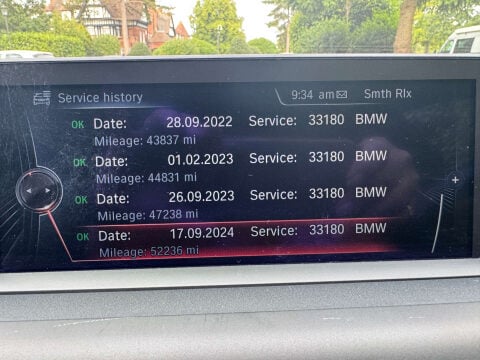 Service history 9:34 am Smth Rlx
OK Date: 28.09.2022 Service: 33180 BMW
Mileage: 43837 mi
OK Date: 01.02.2023 Service: 33180 BMW
Mileage: 44831 mi
OK Date: 26.09.2023 Service: 33180 BMW
Mileage: 47238 mi
OK Date: 17.09.2024 Service: 33180 BMW
Mileage: 52236 mi